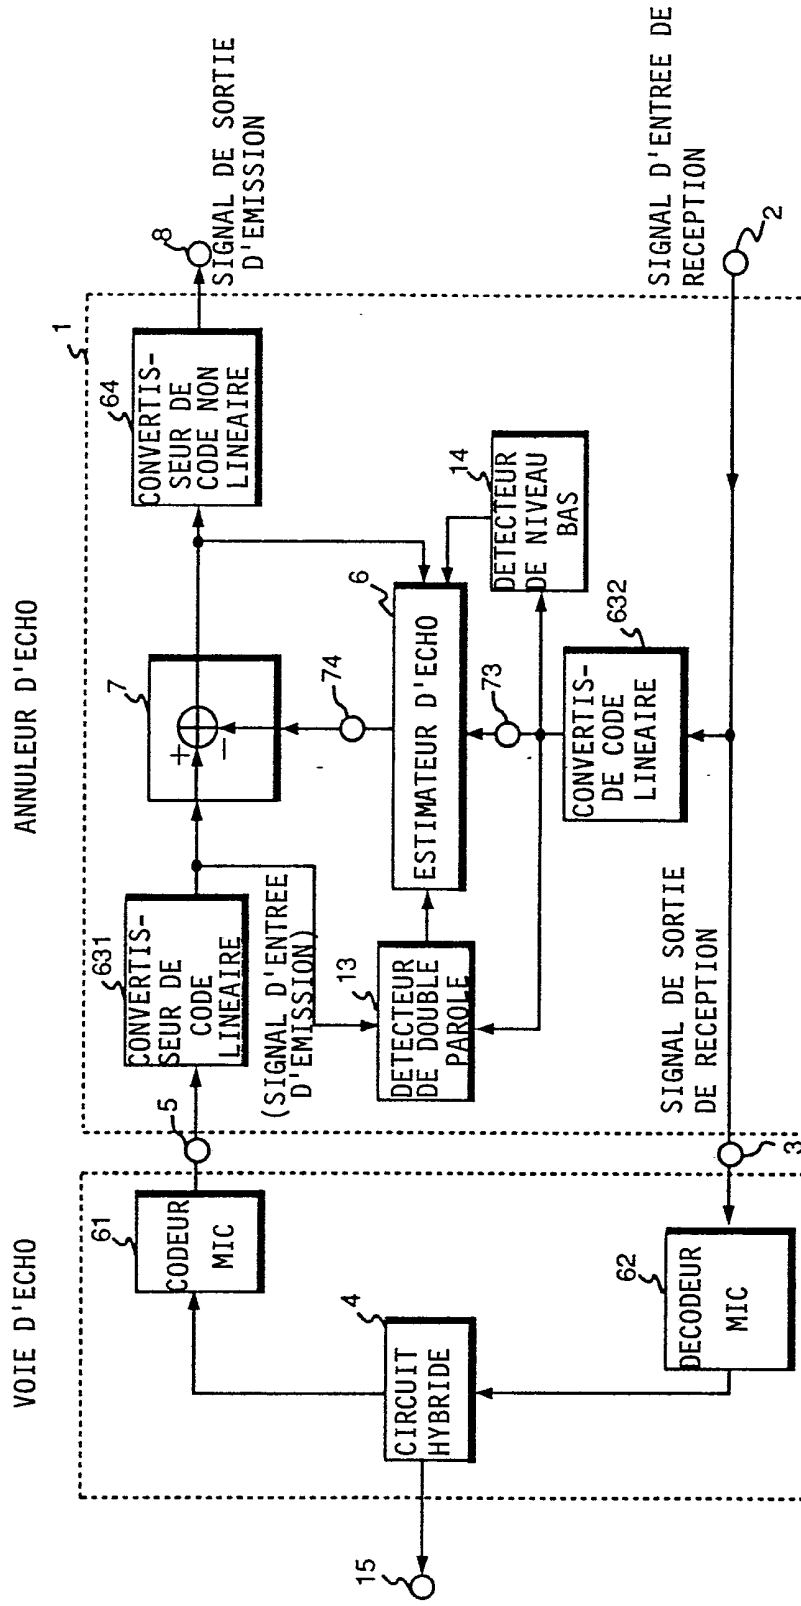 VOIE D'ECHO
ANNULEUR D'ECHO
1
61
CODEUR
MIC
5
631
CONVERTIS-
SEUR DE
CODE
LINEAIRE
7
+
-
64
CONVERTIS-
SEUR DE
CODE NON
LINEAIRE
8
SIGNAL DE SORTIE
D'EMISSION
(SIGNAL D'ENTREE
D'EMISSION)
15
4
CIRCUIT
HYBRIDE
13
DETECTEUR
DE DOUBLE
PAROLE
6
ESTIMATEUR D'ECHO
74
73
14
DETECTEUR
DE NIVEAU
BAS
62
DECODEUR
MIC
3
SIGNAL DE SORTIE
DE RECEPTION
632
CONVERTIS-
DE CODE
LINEAIRE
SIGNAL D'ENTREE DE
RECEPTION
2